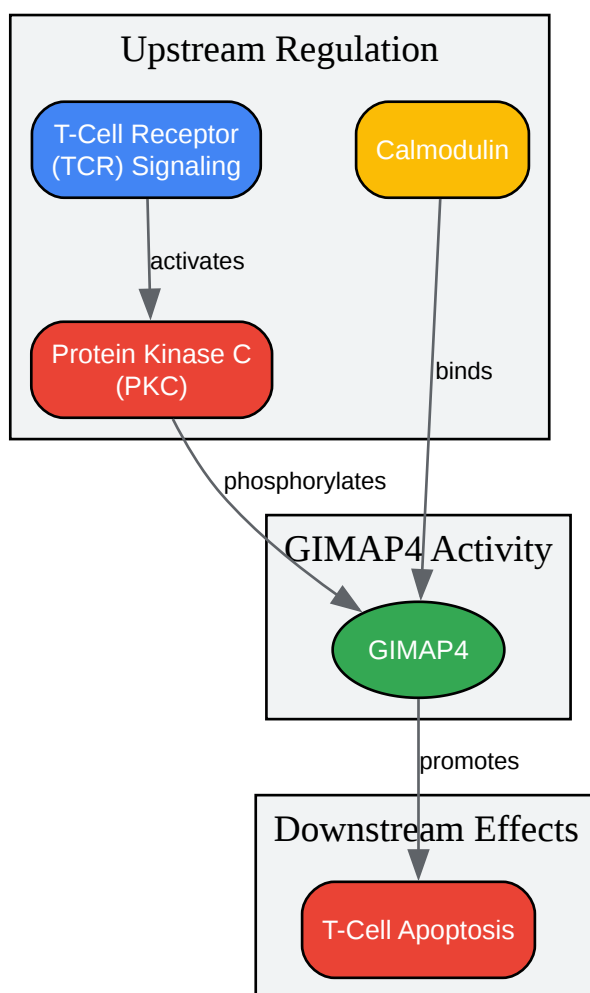 Upstream Regulation
T-Cell Receptor
(TCR) Signaling
Calmodulin
activates
Protein Kinase C
(PKC)
binds
phosphorylates
GIMAP4 Activity
GIMAP4
promotes
Downstream Effects
T-Cell Apoptosis